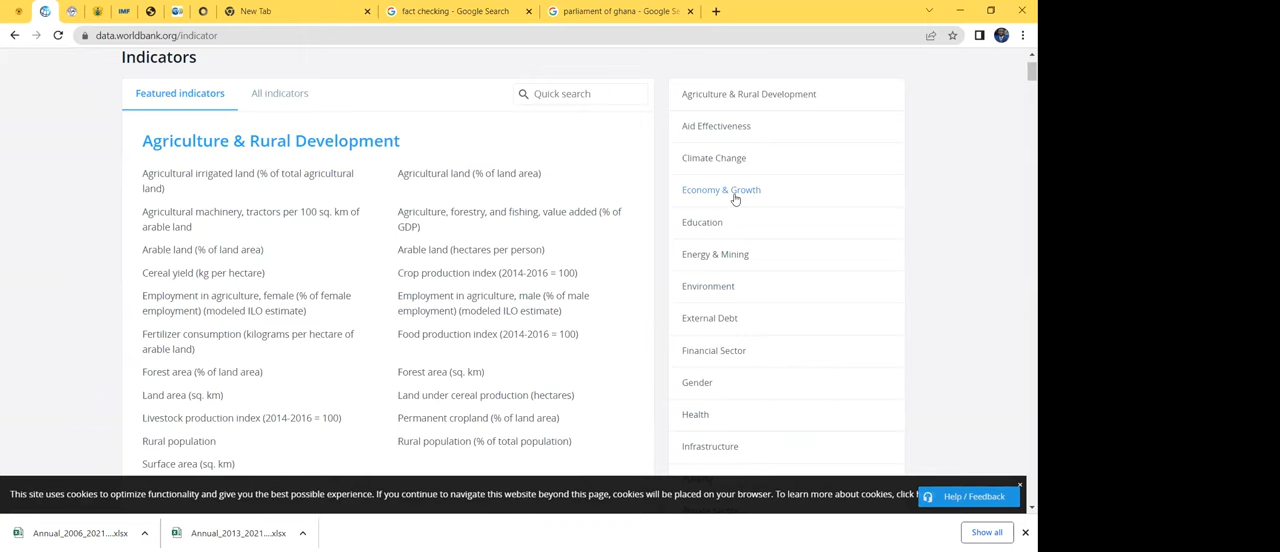 IMF
New Tab
fact checking - Google Search
parliament of ghana - Google Se
data.worldbank.org/indicator
Indicators
Featured indicators
All indicators
Quick search
Agriculture & Rural Development
Agricultural irrigated land (% of total agricultural
land)
Agricultural land (% of land area)
Agricultural machinery, tractors per 100 sq. km of
arable land
Agriculture, forestry, and fishing, value added (% of
GDP)
Arable land (% of land area)
Arable land (hectares per person)
Cereal yield (kg per hectare)
Crop production index (2014-2016 = 100)
Employment in agriculture, female (% of female
employment) (modeled ILO estimate)
Employment in agriculture, male (% of male
employment) (modeled ILO estimate)
Fertilizer consumption (kilograms per hectare of
arable land)
Food production index (2014-2016 = 100)
Forest area (% of land area)
Forest area (sq. km)
Land area (sq. km)
Land under cereal production (hectares)
Livestock production index (2014-2016 = 100)
Permanent cropland (% of land area)
Rural population
Rural population (% of total population)
Surface area (sq. km)
Agriculture & Rural Development
Aid Effectiveness
Climate Change
Economy & Growth
Education
Energy & Mining
Environment
External Debt
Financial Sector
Gender
Health
Infrastructure
This site uses cookies to optimize functionality and give you the best possible experience. If you continue to navigate this website beyond this page, cookies will be placed on your browser. To learn more about cookies, click
Help / Feedback
Annual_2006_2021....xlsx
Annual_2013_2021....xlsx
Show all